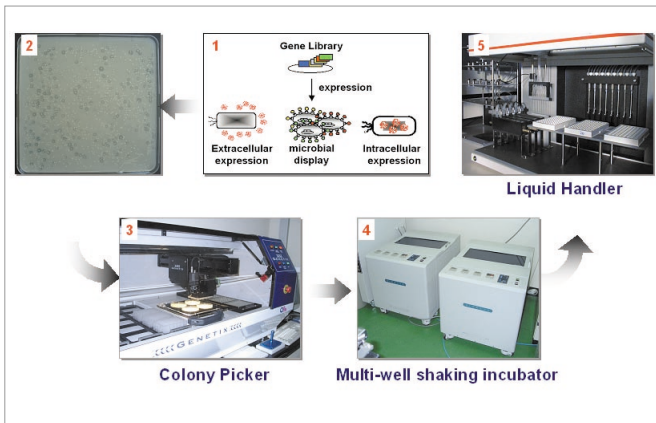 2
1
Gene Library
expression
Extracellular
expression
microbial
display
Intracellular
expression
5
Liquid Handler
3
GENETIX
Colony Picker
4
Multi-well shaking incubator